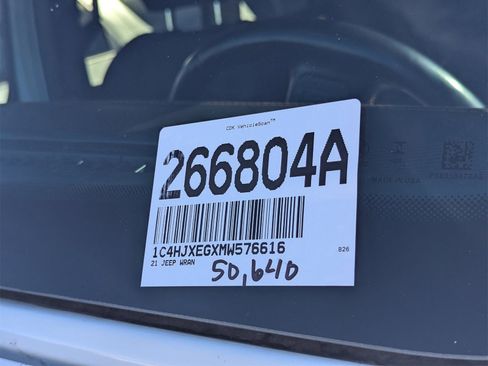 CDK VehicleScan™
266804A
1C4HJXEGXMW576616
21 JEEP WRAN
826
50,640